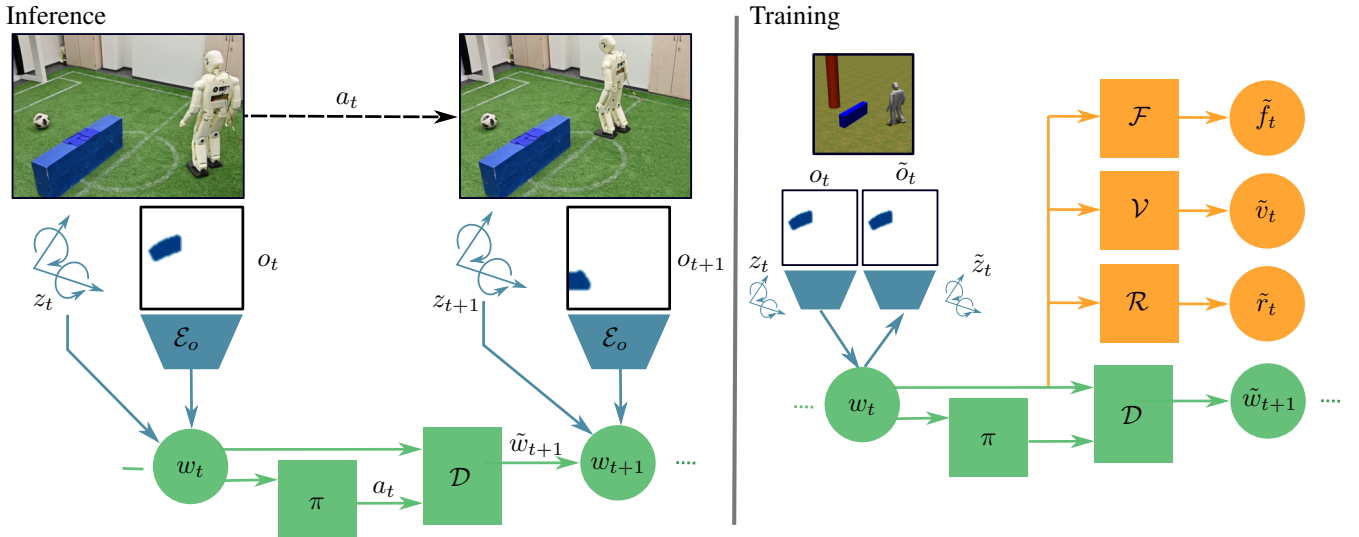 Inference
a_t
z_t
o_t
z_{t+1}
o_{t+1}
ℰ_o
ℰ_o
w_t
π
a_t
𝒟
w̃_{t+1}
w_{t+1}
Training
o_t
õ_t
z_t
z̃_t
ℱ
f̃_t
𝒱
ṽ_t
ℛ
r̃_t
w_t
π
𝒟
w̃_{t+1}